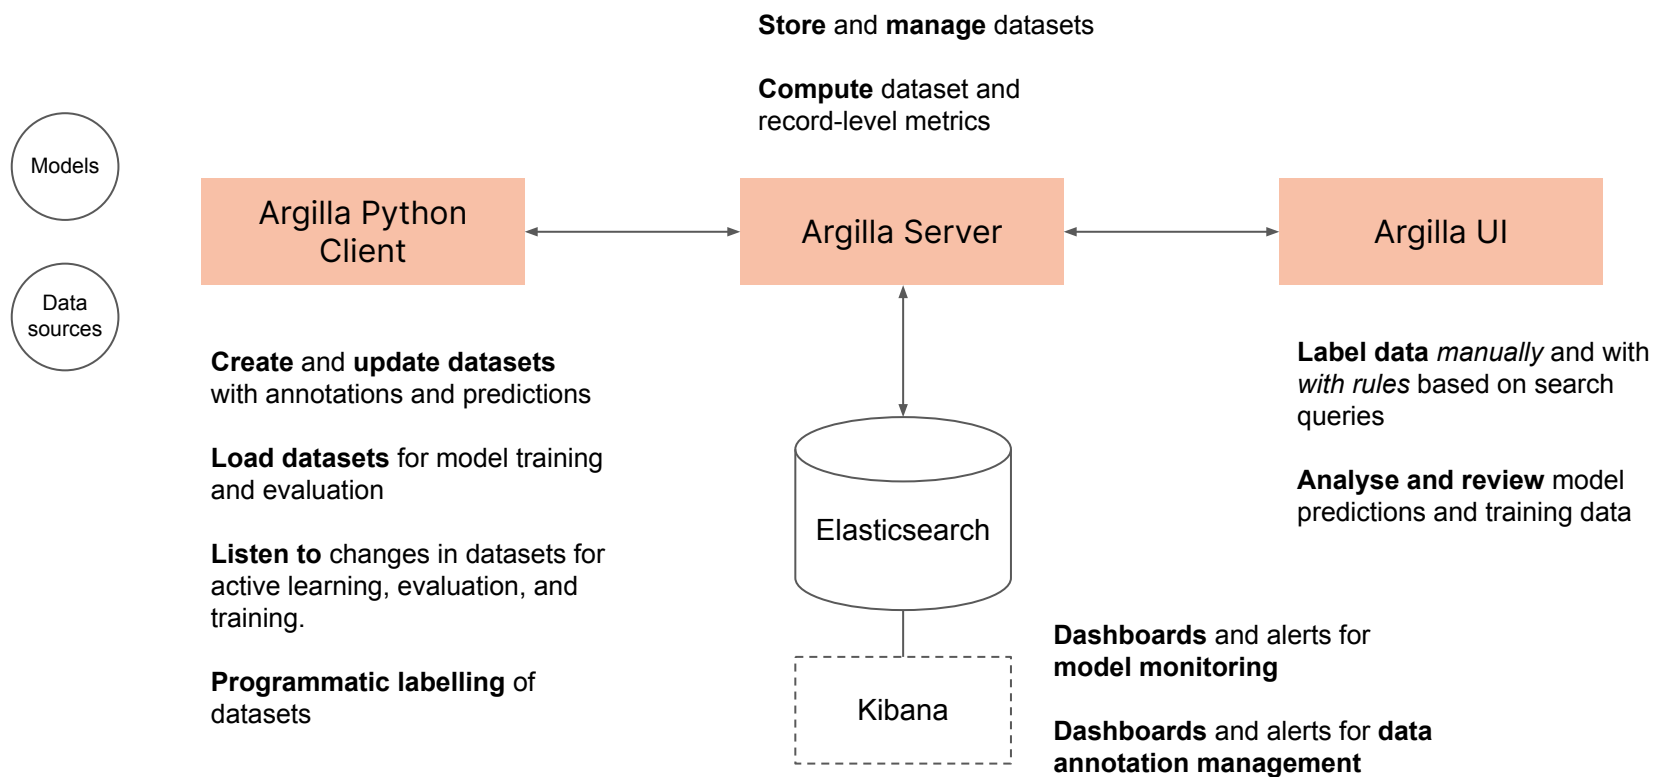 Store and manage datasets
Compute dataset and
record-level metrics
Models
Data
sources
Argilla Python
Client
Argilla Server
Argilla UI
Create and update datasets
with annotations and predictions
Load datasets for model training
and evaluation
Listen to changes in datasets for
active learning, evaluation, and
training.
Programmatic labelling of
datasets
Label data manually and with
with rules based on search
queries
Analyse and review model
predictions and training data
Elasticsearch
Kibana
Dashboards and alerts for
model monitoring
Dashboards and alerts for data
annotation management